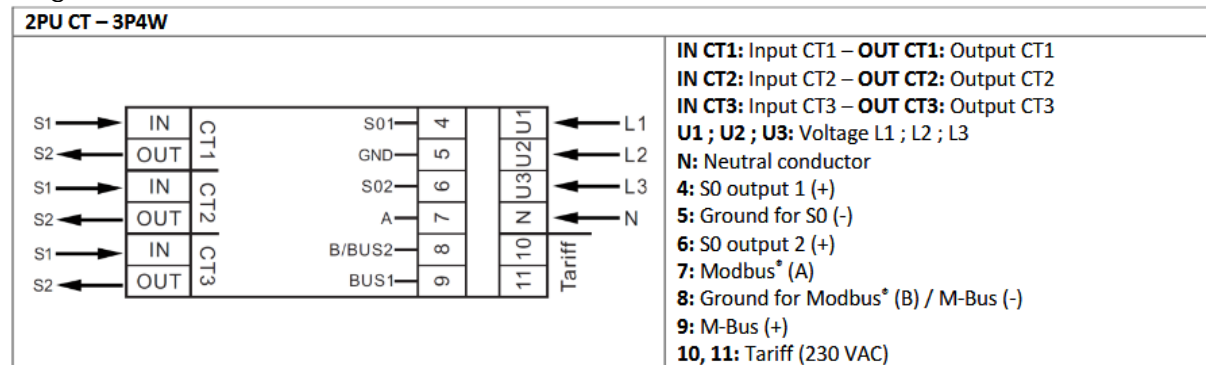 2PU CT – 3P4W
S1 IN CT1 S01 4 U1 L1
S2 OUT GND 5 U2 L2
S1 IN CT2 S02 6 U3 L3
S2 OUT A 7 N N
S1 IN CT3 B/BUS2 8 10 Tariff
S2 OUT BUS1 9 11
IN CT1: Input CT1 – OUT CT1: Output CT1
IN CT2: Input CT2 – OUT CT2: Output CT2
IN CT3: Input CT3 – OUT CT3: Output CT3
U1 ; U2 ; U3: Voltage L1 ; L2 ; L3
N: Neutral conductor
4: S0 output 1 (+)
5: Ground for S0 (-)
6: S0 output 2 (+)
7: Modbus® (A)
8: Ground for Modbus® (B) / M-Bus (-)
9: M-Bus (+)
10, 11: Tariff (230 VAC)